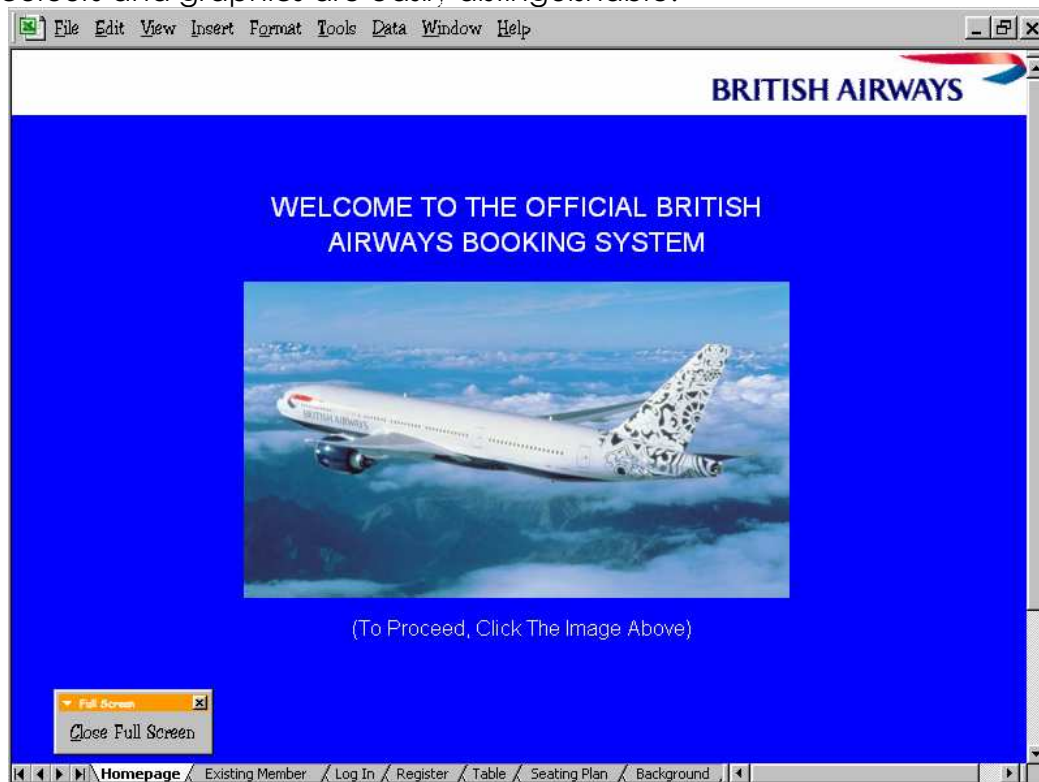 File Edit View Insert Format Tools Data Window Help
BRITISH AIRWAYS
WELCOME TO THE OFFICIAL BRITISH
AIRWAYS BOOKING SYSTEM
BRITISH AIRWAYS
(To Proceed, Click The Image Above)
Full Screen
Close Full Screen
Homepage Existing Member Log In Register Table Seating Plan Background